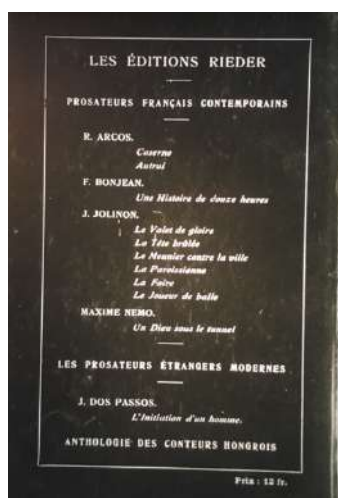 LES ÉDITIONS RIEDER
PROSATEURS FRANÇAIS CONTEMPORAINS
R. ARCOS.
Caserne
Autrui
F. BONJEAN.
Une Histoire de douze heures
J. JOLINON.
Le Valet de gloire
La Tête brûlée
Le Meunier contre la ville
La Paroissienne
La Foire
Le Joueur de balle
MAXIME NEMO.
Un Dieu sous le tunnel
LES PROSATEURS ÉTRANGERS MODERNES
J. DOS PASSOS.
L'Initiation d'un homme.
ANTHOLOGIE DES CONTEURS HONGROIS
Prix : 12 fr.